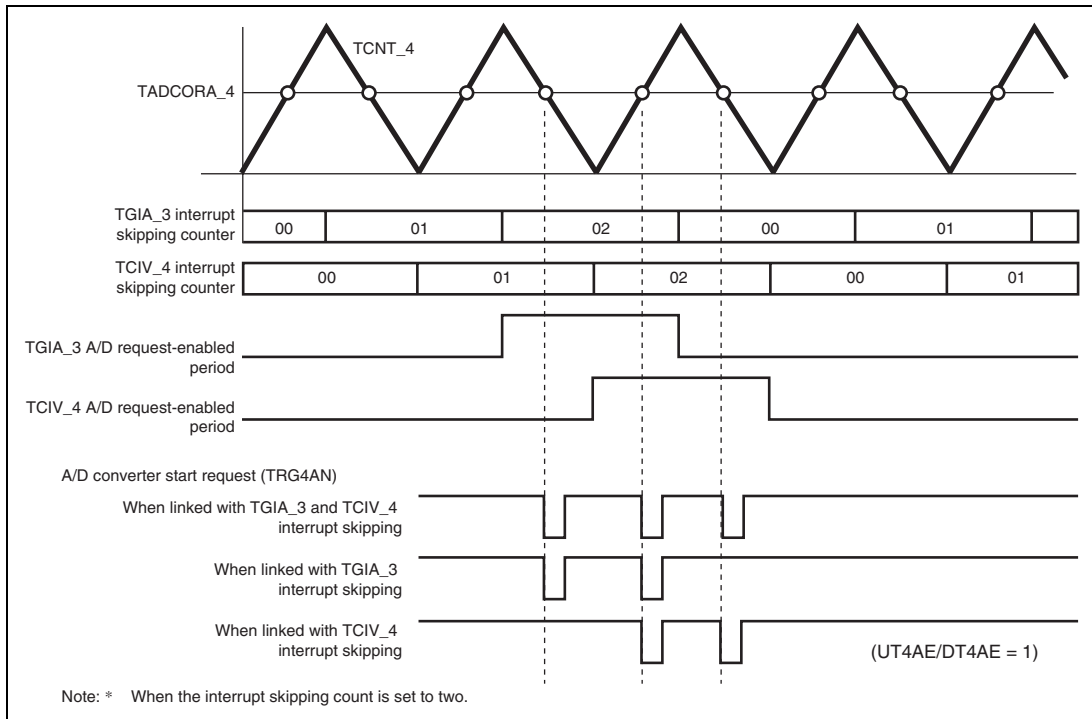 TCNT_4
TADCORA_4
TGIA_3 interrupt
skipping counter
00
01
02
00
01
TCIV_4 interrupt
skipping counter
00
01
02
00
01
TGIA_3 A/D request-enabled
period
TCIV_4 A/D request-enabled
period
A/D converter start request (TRG4AN)
When linked with TGIA_3 and TCIV_4
interrupt skipping
When linked with TGIA_3
interrupt skipping
When linked with TCIV_4
interrupt skipping
(UT4AE/DT4AE = 1)
Note: * When the interrupt skipping count is set to two.